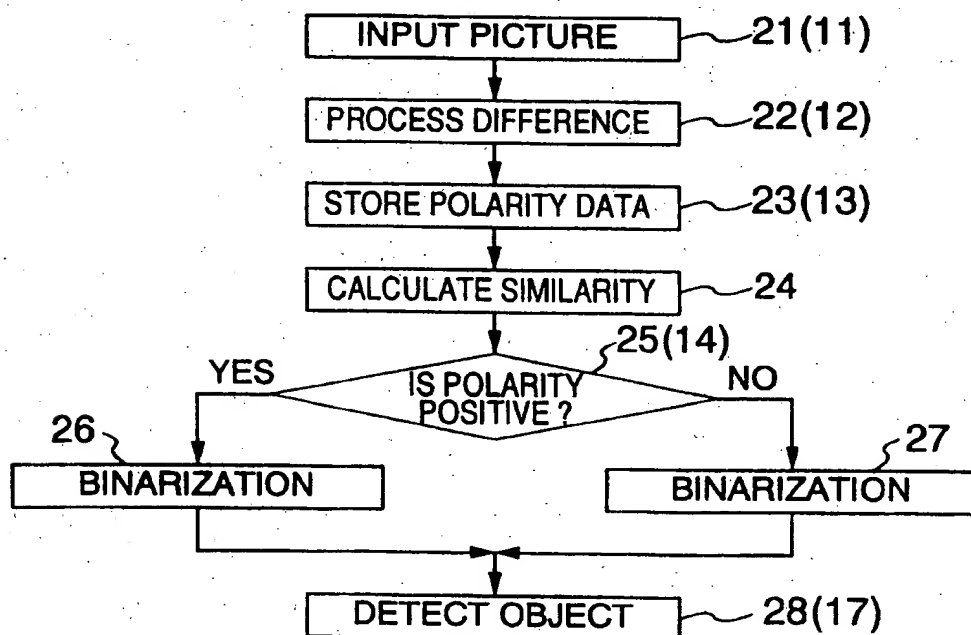 INPUT PICTURE 21(11)
PROCESS DIFFERENCE 22(12)
STORE POLARITY DATA 23(13)
CALCULATE SIMILARITY 24
25(14)
YES IS POLARITY NO
POSITIVE ?
26 27
BINARIZATION BINARIZATION
DETECT OBJECT 28(17)